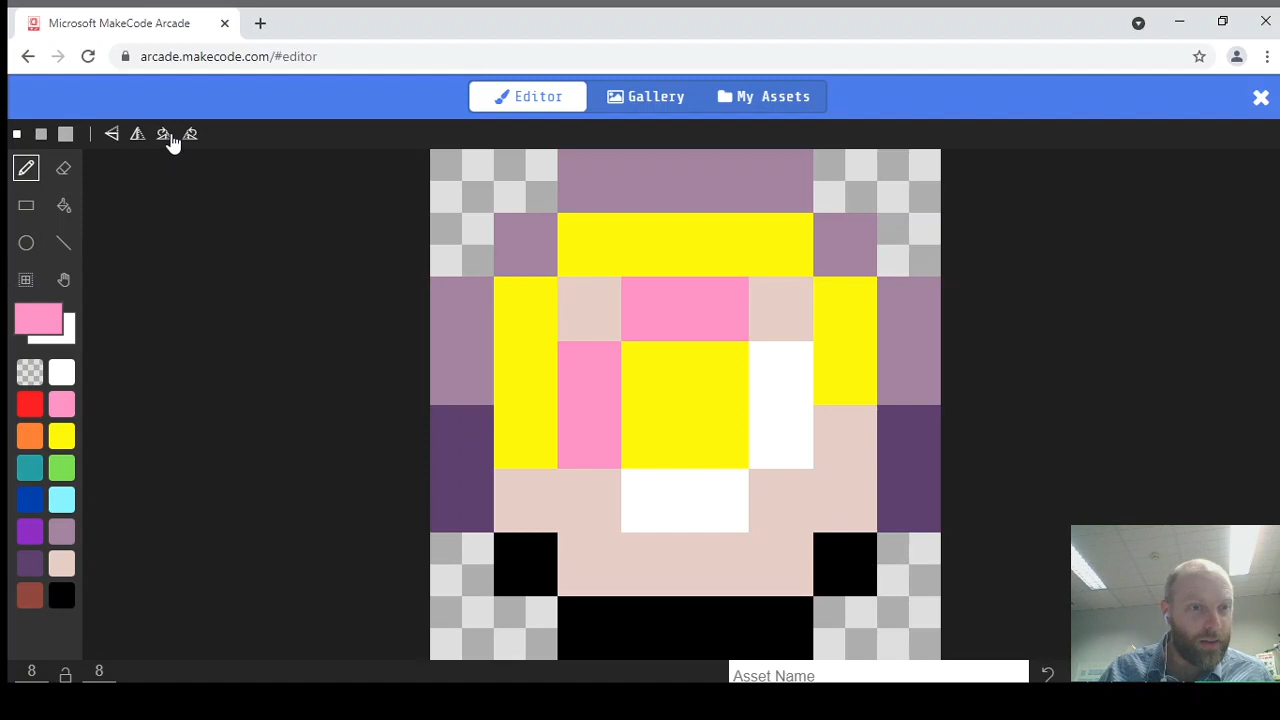 Microsoft MakeCode Arcade
arcade.makecode.com/#editor
Editor
Gallery
My Assets
8
8
Asset Name